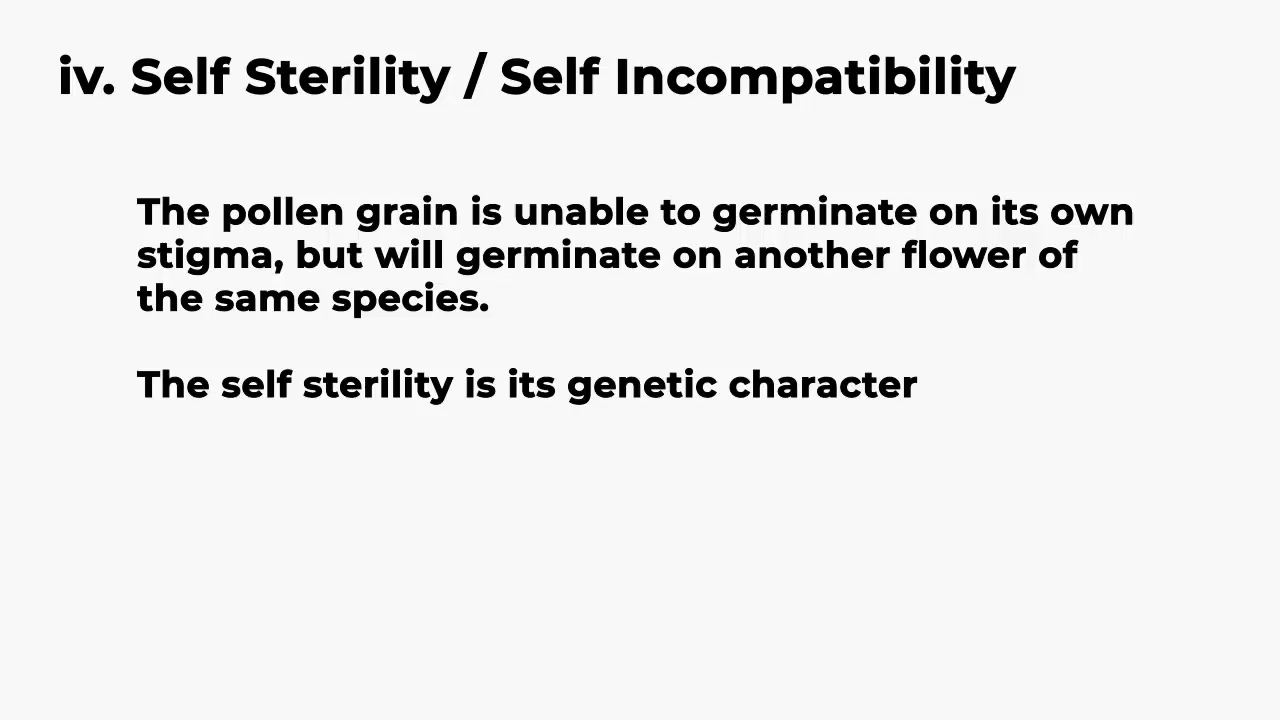 iv. Self Sterility / Self Incompatibility
The pollen grain is unable to germinate on its own
stigma, but will germinate on another flower of
the same species.
The self sterility is its genetic character